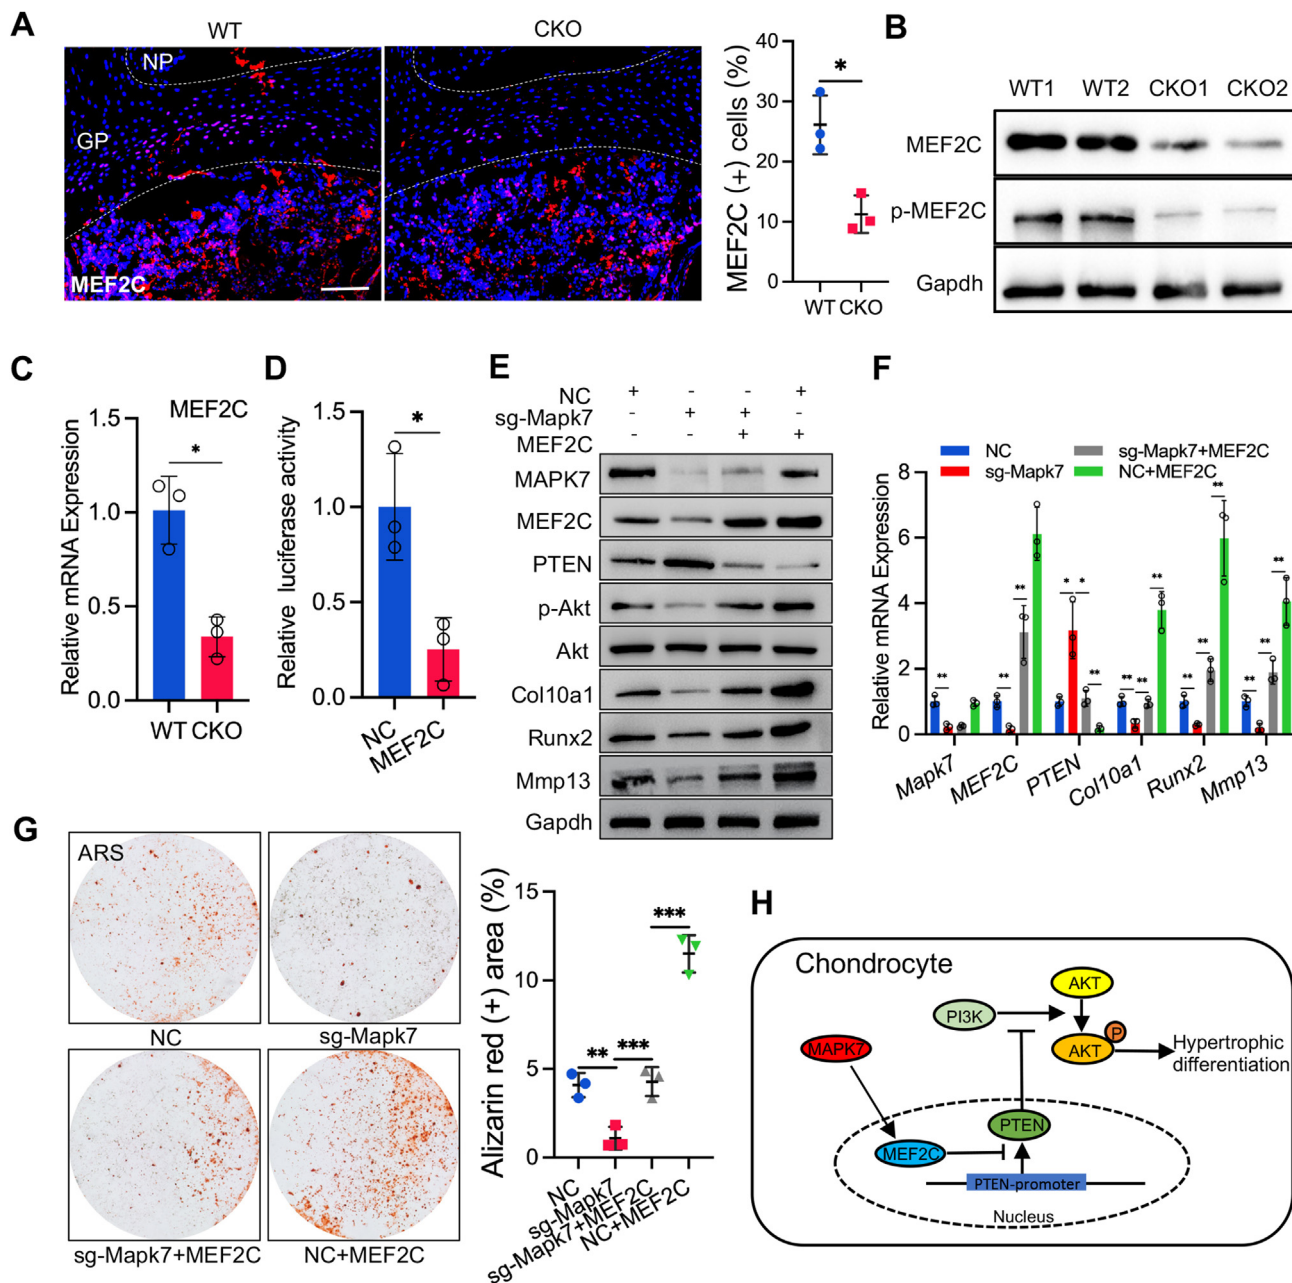 A
WT
CKO
NP
GP
MEF2C
MEF2C (+) cells (%)
40
30
20
10
0
*
WT CKO
B
WT1 WT2 CKO1 CKO2
MEF2C
p-MEF2C
Gapdh
C
MEF2C
Relative mRNA Expression
1.5
1.0
0.5
0.0
*
WT CKO
D
Relative luciferase activity
1.5
1.0
0.5
0.0
*
NC
MEF2C
E
NC + - - +
sg-Mapk7 - + + -
MEF2C - - + +
MAPK7
MEF2C
PTEN
p-Akt
Akt
Col10a1
Runx2
Mmp13
Gapdh
F
NC
sg-Mapk7
sg-Mapk7+MEF2C
NC+MEF2C
Relative mRNA Expression
8
6
4
2
0
**
** **
* * **
** ** **
** ** **
** ** **
Mapk7
MEF2C
PTEN
Col10a1
Runx2
Mmp13
G
ARS
NC
sg-Mapk7
sg-Mapk7+MEF2C
NC+MEF2C
Alizarin red (+) area (%)
15
10
5
0
** *** ***
NC
sg-Mapk7
sg-Mapk7+MEF2C
NC+MEF2C
H
Chondrocyte
AKT
PI3K
P
AKT
Hypertrophic
differentiation
MAPK7
PTEN
MEF2C
PTEN-promoter
Nucleus